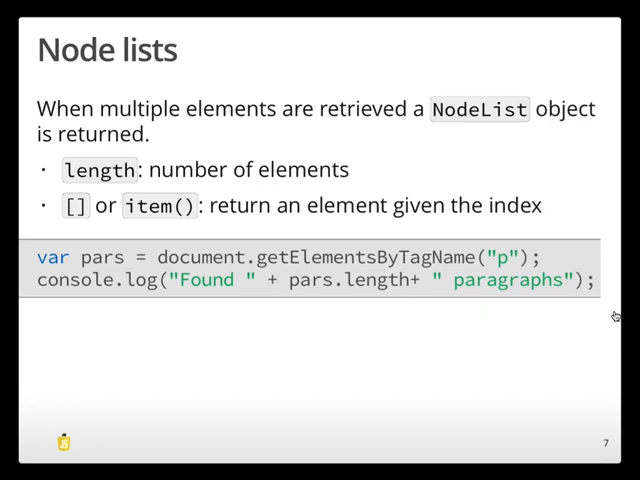 Node lists
When multiple elements are retrieved a NodeList object
is returned.
· length: number of elements
· [] or item(): return an element given the index
var pars = document.getElementsByTagName("p");
console.log("Found " + pars.length+ " paragraphs");
JS
7